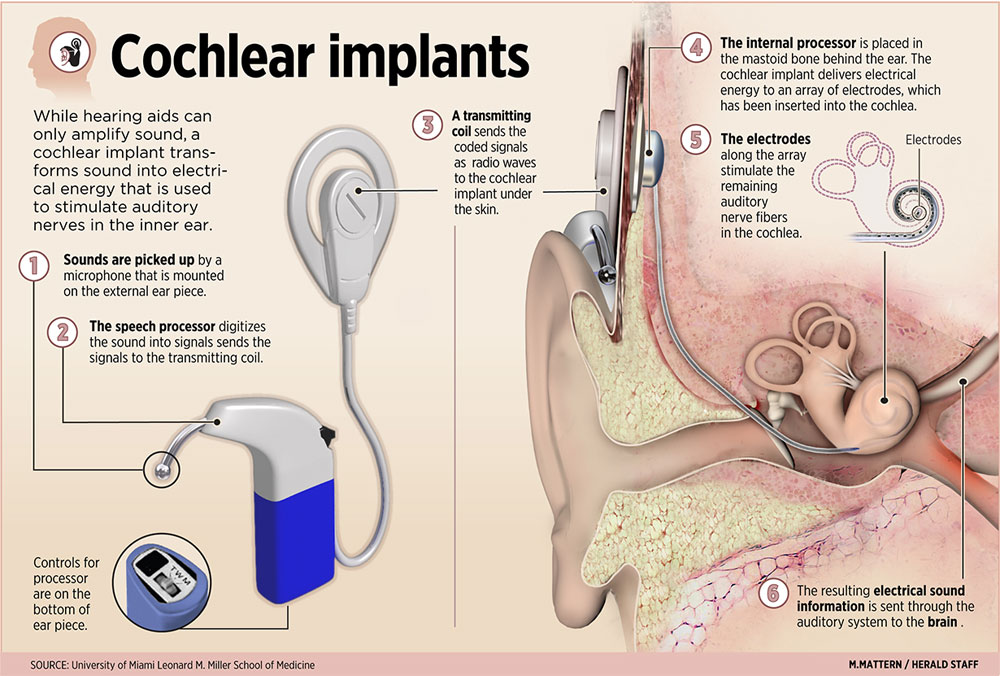 Cochlear implants
While hearing aids can
only amplify sound, a
cochlear implant trans-
forms sound into electri-
cal energy that is used
to stimulate auditory
nerves in the inner ear.
1
Sounds are picked up by a
microphone that is mounted
on the external ear piece.
2
The speech processor digitizes
the sound into signals sends the
signals to the transmitting coil.
Controls for
processor
are on the
bottom of
ear piece.
TWM
3
A transmitting
coil sends the
coded signals
as radio waves
to the cochlear
implant under
the skin.
4
The internal processor is placed in
the mastoid bone behind the ear. The
cochlear implant delivers electrical
energy to an array of electrodes, which
has been inserted into the cochlea.
5
The electrodes
along the array
stimulate the
remaining
auditory
nerve fibers
in the cochlea.
Electrodes
6
The resulting electrical sound
information is sent through the
auditory system to the brain .
SOURCE: University of Miami Leonard M. Miller School of Medicine
M.MATTERN / HERALD STAFF